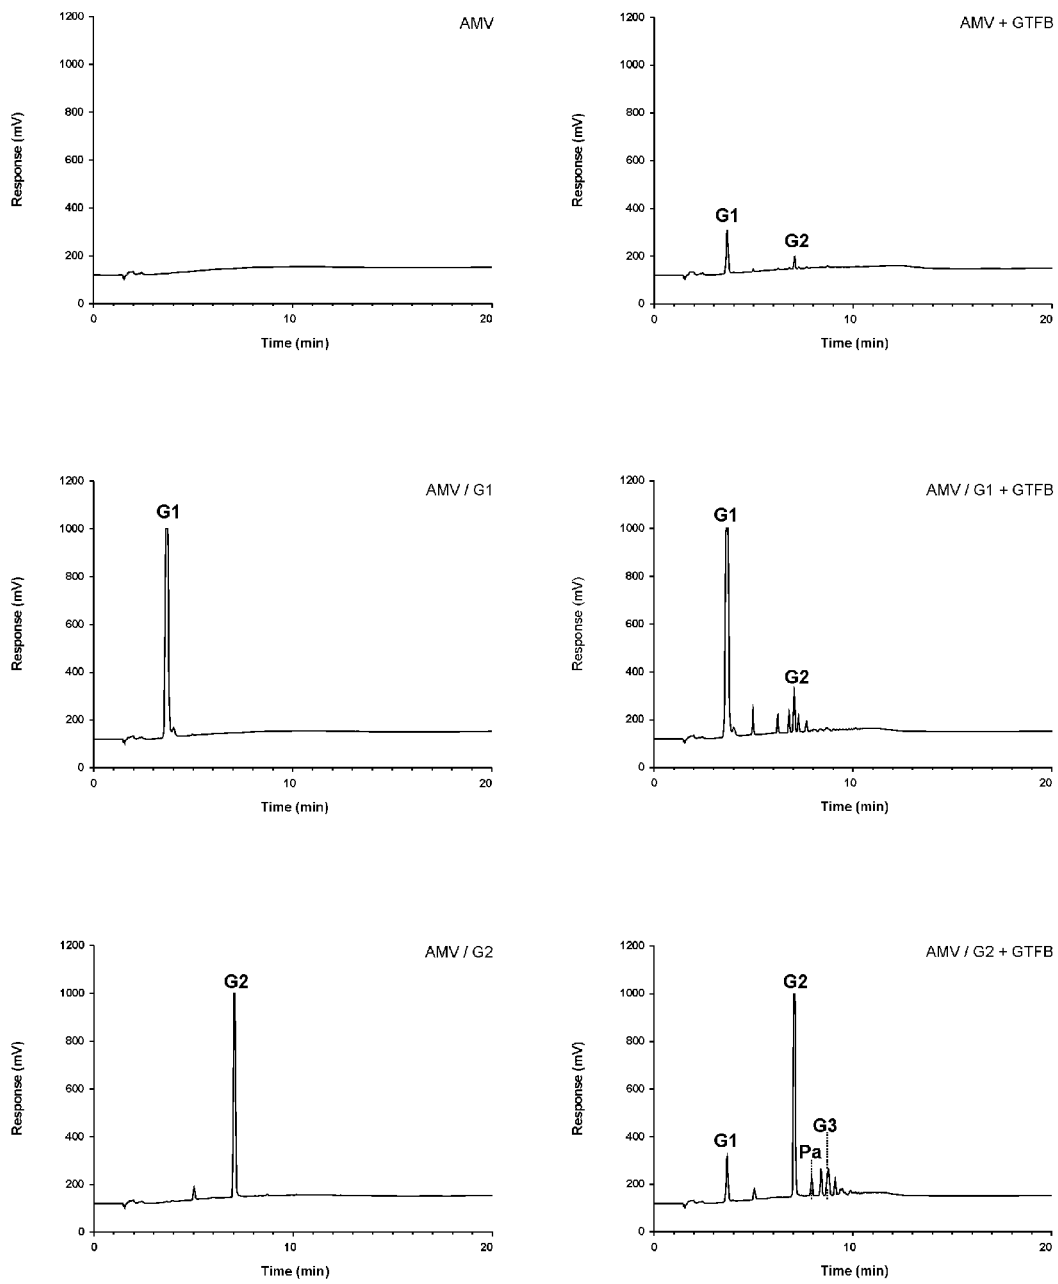 AMV
1200
1000
800
600
400
200
0
Response (mV)
0 10 20
Time (min)
AMV + GTFB
1200
1000
800
600
400
200
0
Response (mV)
G1
G2
0 10 20
Time (min)
AMV / G1
1200
1000
800
600
400
200
0
Response (mV)
G1
0 10 20
Time (min)
AMV / G1 + GTFB
1200
1000
800
600
400
200
0
Response (mV)
G1
G2
0 10 20
Time (min)
AMV / G2
1200
1000
800
600
400
200
0
Response (mV)
G2
0 10 20
Time (min)
AMV / G2 + GTFB
1200
1000
800
600
400
200
0
Response (mV)
G2
G3
G1
Pa
0 10 20
Time (min)